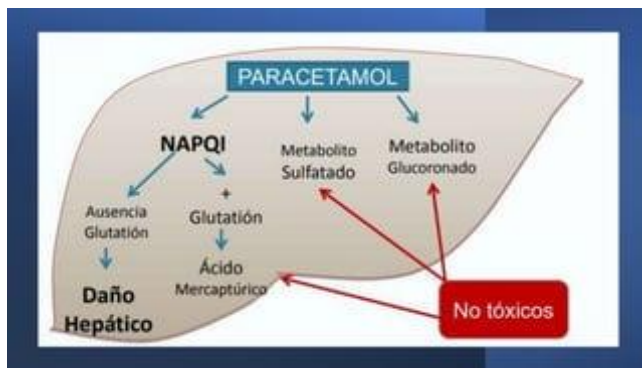 PARACETAMOL
NAPQI
Metabolito
Sulfatado
Metabolito
Glucoronado
Ausencia
Glutatión
+
Glutatión
Daño
Hepático
Ácido
Mercaptúrico
No tóxicos